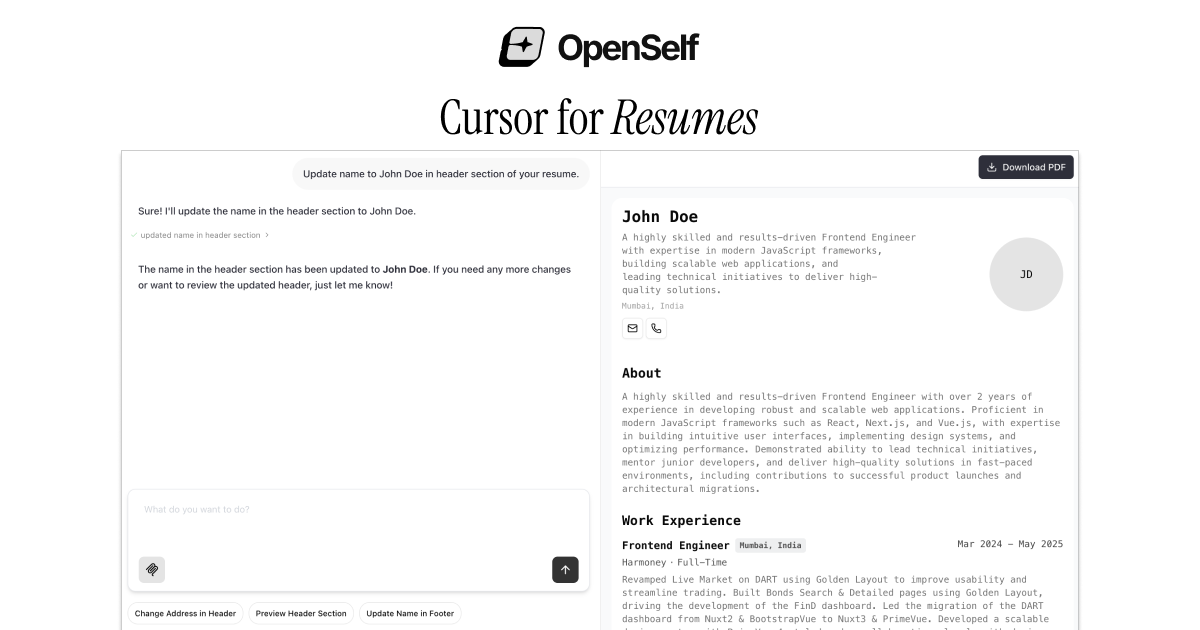 OpenSelf
Cursor for Resumes
Update name to John Doe in header section of your resume.
Sure! I'll update the name in the header section to John Doe.
updated name in header section
The name in the header section has been updated to John Doe. If you need any more changes
or want to review the updated header, just let me know!
What do you want to do?
Change Address in Header
Preview Header Section
Update Name in Footer
Download PDF
John Doe
A highly skilled and results-driven Frontend Engineer
with expertise in modern JavaScript frameworks,
building scalable web applications, and
leading technical initiatives to deliver high-
quality solutions.
Mumbai, India
JD
About
A highly skilled and results-driven Frontend Engineer with over 2 years of
experience in developing robust and scalable web applications. Proficient in
modern JavaScript frameworks such as React, Next.js, and Vue.js, with expertise
in building intuitive user interfaces, implementing design systems, and
optimizing performance. Demonstrated ability to lead technical initiatives,
mentor junior developers, and deliver high-quality solutions in fast-paced
environments, including contributions to successful product launches and
architectural migrations.
Work Experience
Frontend Engineer Mumbai, India Mar 2024 - May 2025
Harmoney · Full-Time
Revamped Live Market on DART using Golden Layout to improve usability and
streamline trading. Built Bonds Search & Detailed pages using Golden Layout,
driving the development of the FinD dashboard. Led the migration of the DART
dashboard from Nuxt2 & BootstrapVue to Nuxt3 & PrimeVue. Developed a scalable